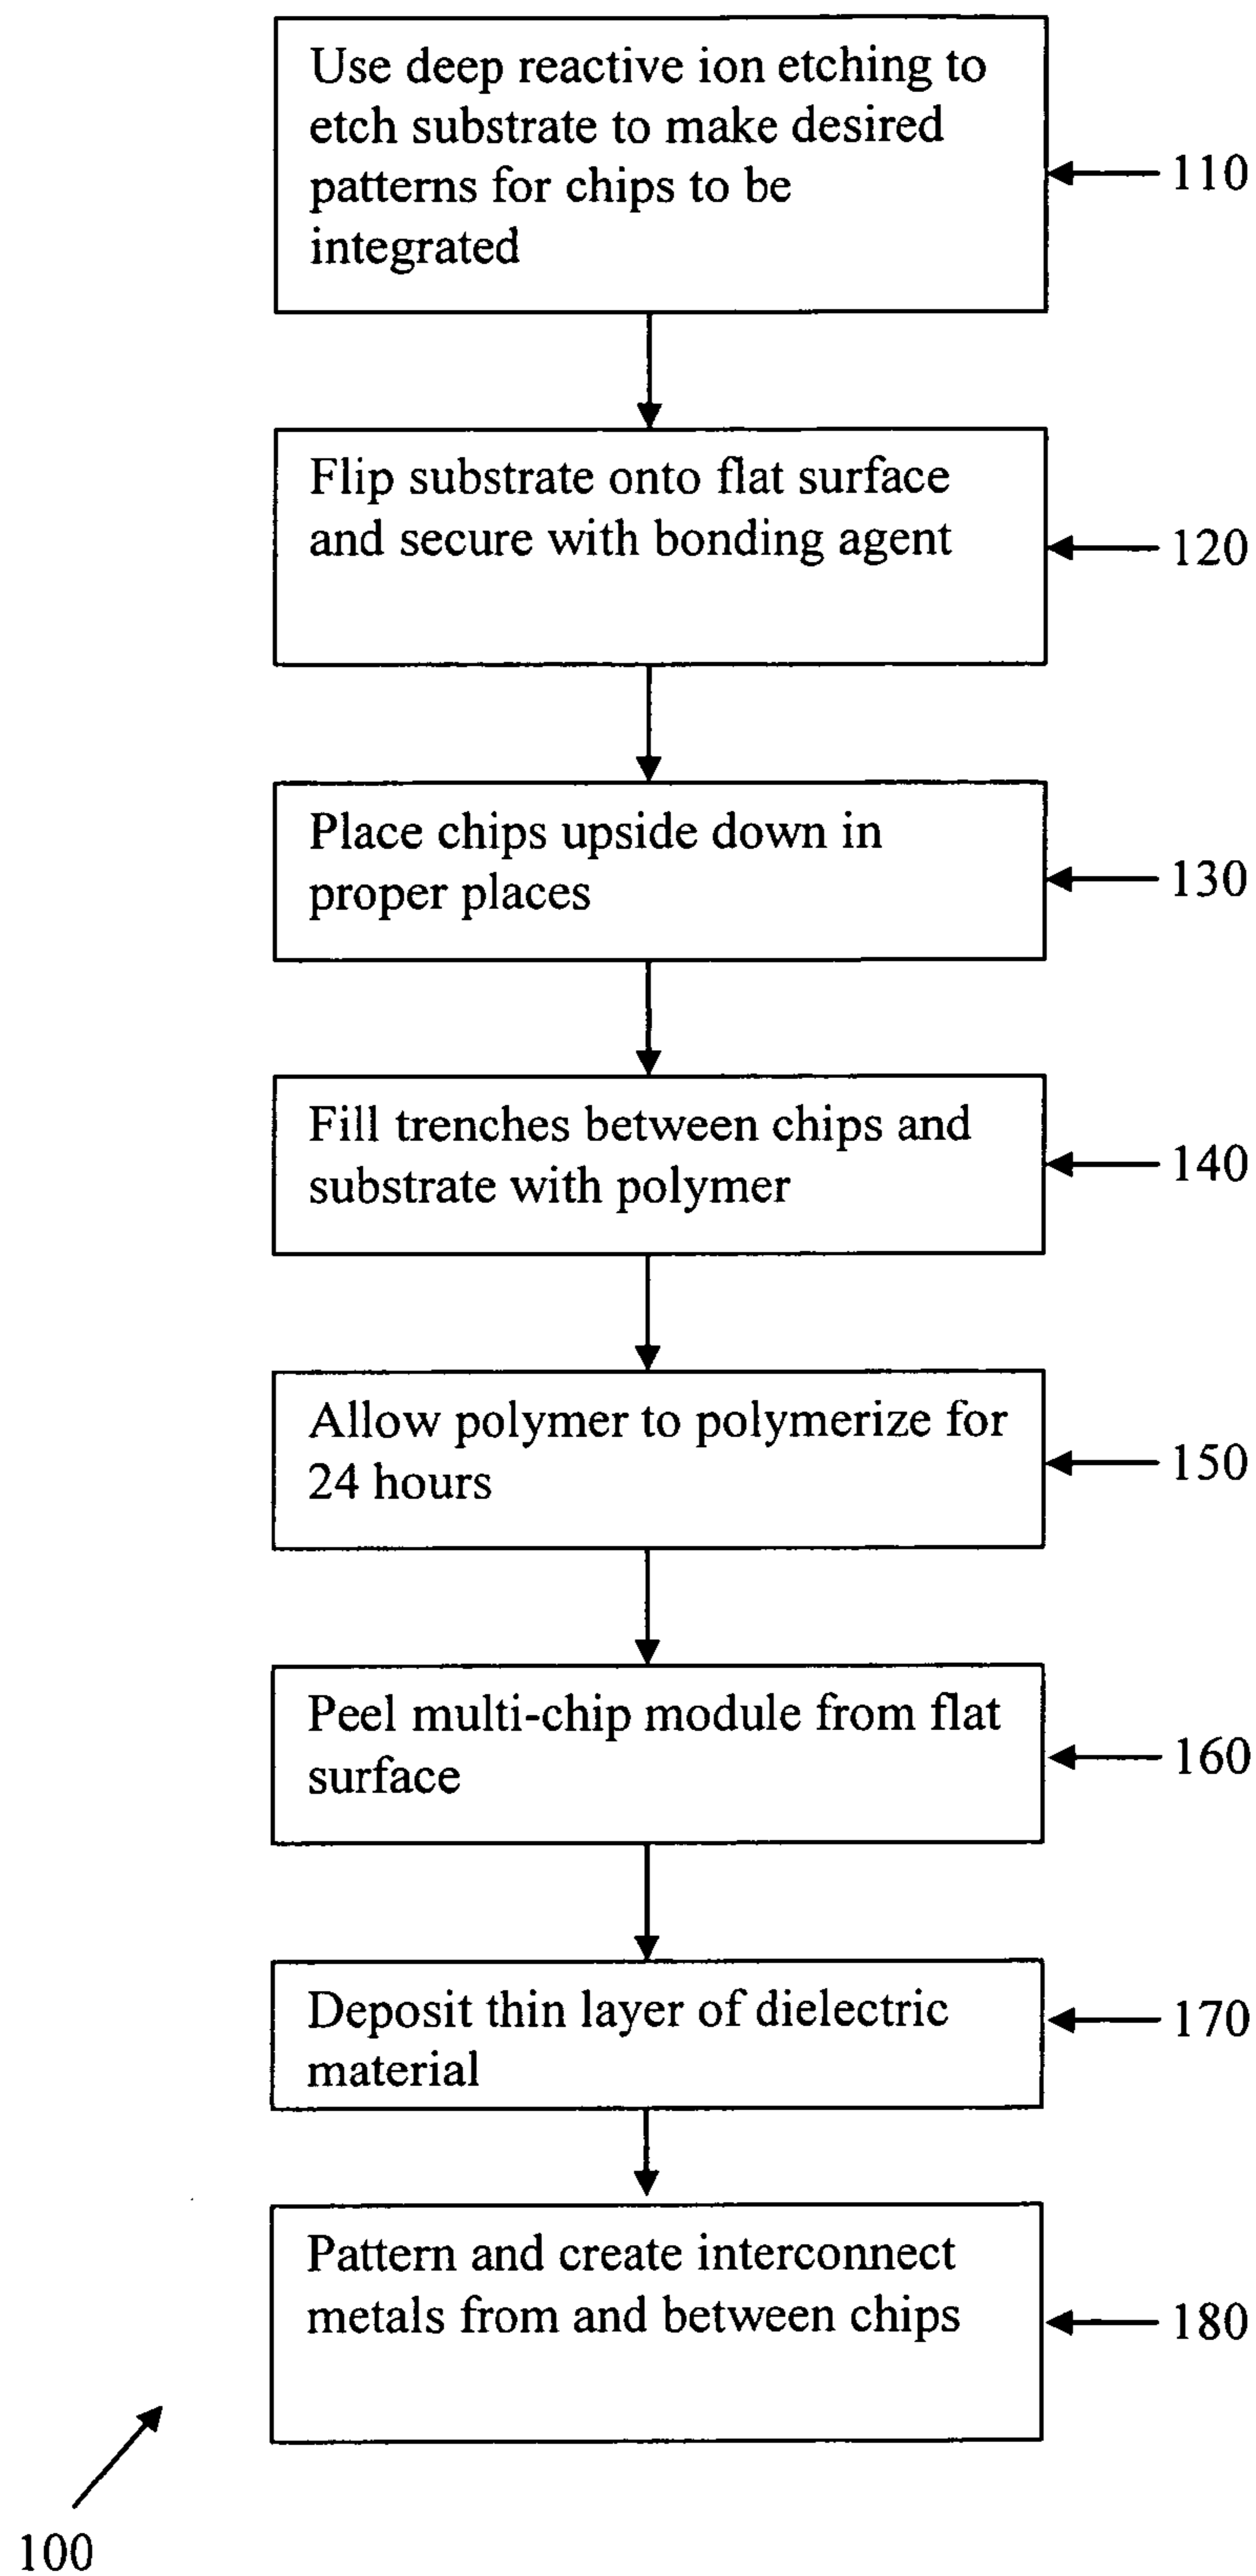 Use deep reactive ion etching to
etch substrate to make desired
patterns for chips to be
integrated
110
Flip substrate onto flat surface
and secure with bonding agent
120
Place chips upside down in
proper places
130
Fill trenches between chips and
substrate with polymer
140
Allow polymer to polymerize for
24 hours
150
Peel multi-chip module from flat
surface
160
Deposit thin layer of dielectric
material
170
Pattern and create interconnect
metals from and between chips
180
100